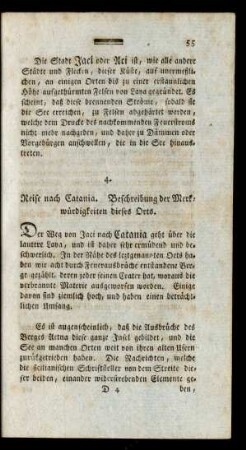 55
Die Stadt Jaci oder Aci ist, wie alle andere
Städte und Flecken, dieser Küste, auf unermeßli-
chen, an einigen Orten bis zu einer erstaunlichen
Höhe aufgethürmten Felsen von Lava gegründet. Es
scheint, daß diese brennenden Ströme, sobald sie
die See erreichen, zu Felsen abgehärtet werden,
welche dem Drucke des nachkommenden Feuerstroms
nicht mehr nachgeben, und daher zu Dämmen oder
Vorgebürgen anschwellen, die in die See hinaus-
treten.
4.
Reise nach Catania. Beschreibung der Merk-
würdigkeiten dieses Orts.
Der Weg von Jaci nach Catania geht über die
lautere Lava, und ist daher sehr ermüdend und be-
schwerlich. In der Nähe des letztgenannten Orts ha-
ben wir acht durch Feuerausbrüche entstandene Ber-
ge gezählt, deren jeder seinen Crater hat, woraus die
verbrannte Materie ausgeworfen worden. Einige
davon sind ziemlich hoch, und haben einen beträcht-
lichen Umfang.
Es ist augenscheinlich, daß die Ausbrüche des
Berges Aetna diese ganze Insel gebildet, und die
See an manchen Orten weit von ihren alten Ufern
zurückgetrieben haben. Die Nachrichten, welche
die sicilianischen Schriftsteller von dem Streite die-
ser beiden, einander widerstrebenden Elemente ge-
D 4 ben,